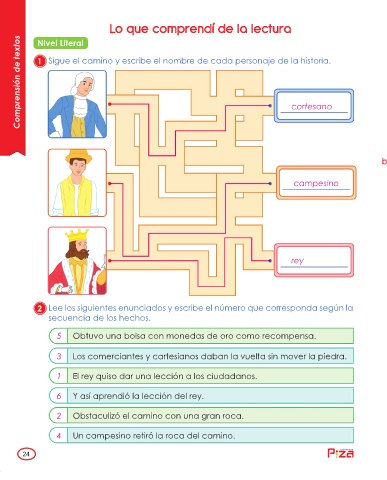 Lo que comprendí de la lectura
Comprensión de textos
Nivel Literal
1 Sigue el camino y escribe el nombre de cada personaje de la historia.
cortesano
campesino
rey
b
2 Lee los siguientes enunciados y escribe el número que corresponda según la
secuencia de los hechos.
5 Obtuvo una bolsa con monedas de oro como recompensa.
3 Los comerciantes y cartesianos daban la vuelta sin mover la piedra.
1 El rey quiso dar una lección a los ciudadanos.
6 Y así aprendió la lección del rey.
2 Obstaculizó el camino con una gran roca.
4 Un campesino retiró la roca del camino.
24